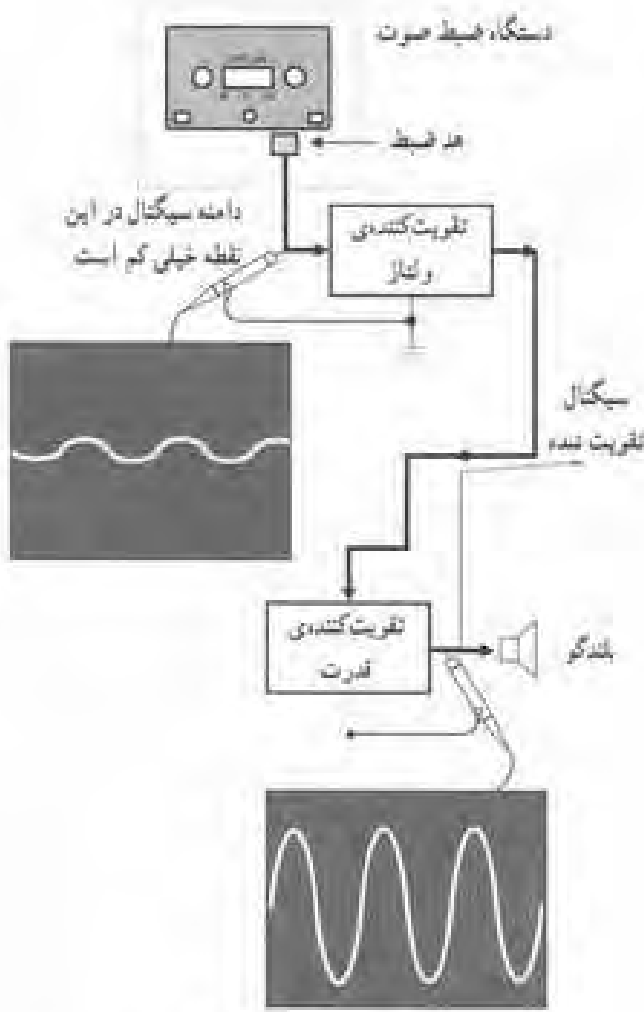 دستگاه ضبط صوت
هد ضبط
دامنه سیگنال در این
نقطه خیلی کم است
تقویت‌کننده‌ی
ولتاژ
سیگنال
تقویت شده
تقویت‌کننده‌ی
قدرت
بلندگو